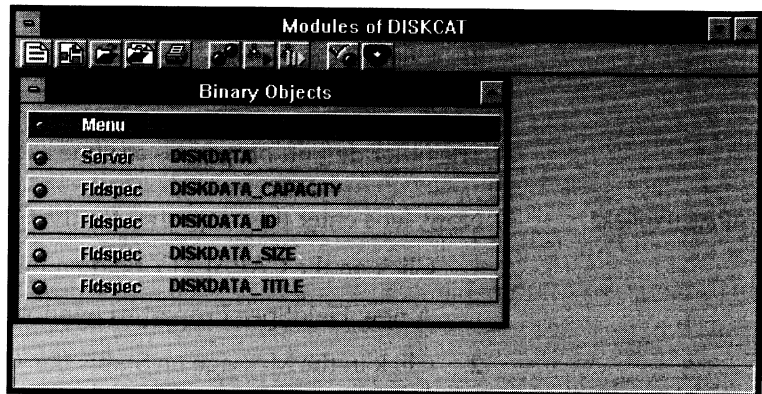 Modules of DISKCAT
Binary Objects
Menu
Server DISKDATA
Fldspec DISKDATA_CAPACITY
Fldspec DISKDATA_ID
Fldspec DISKDATA_SIZE
Fldspec DISKDATA_TITLE